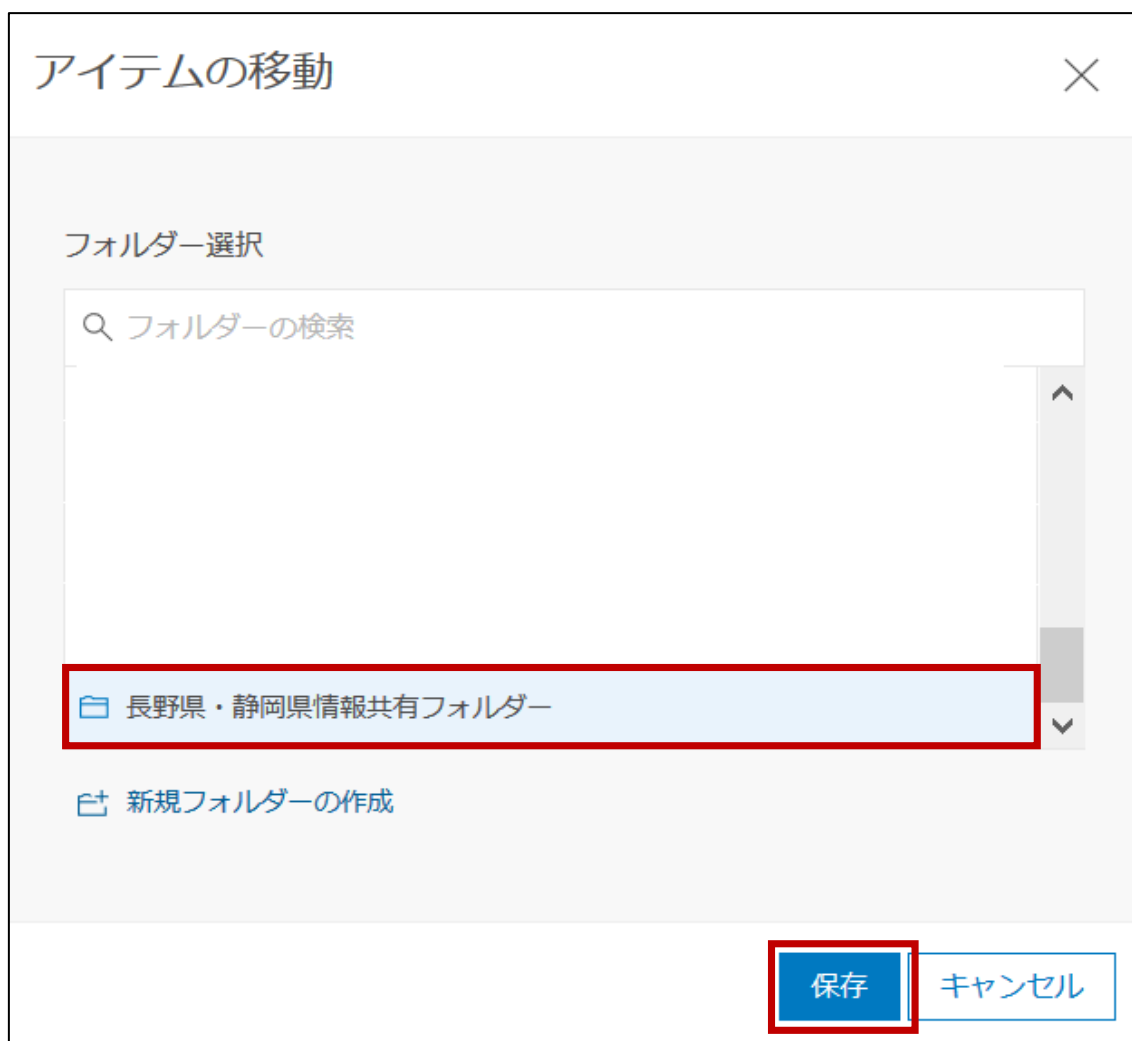 アイテムの移動
フォルダー選択
フォルダーの検索
長野県・静岡県情報共有フォルダー
新規フォルダーの作成
保存
キャンセル